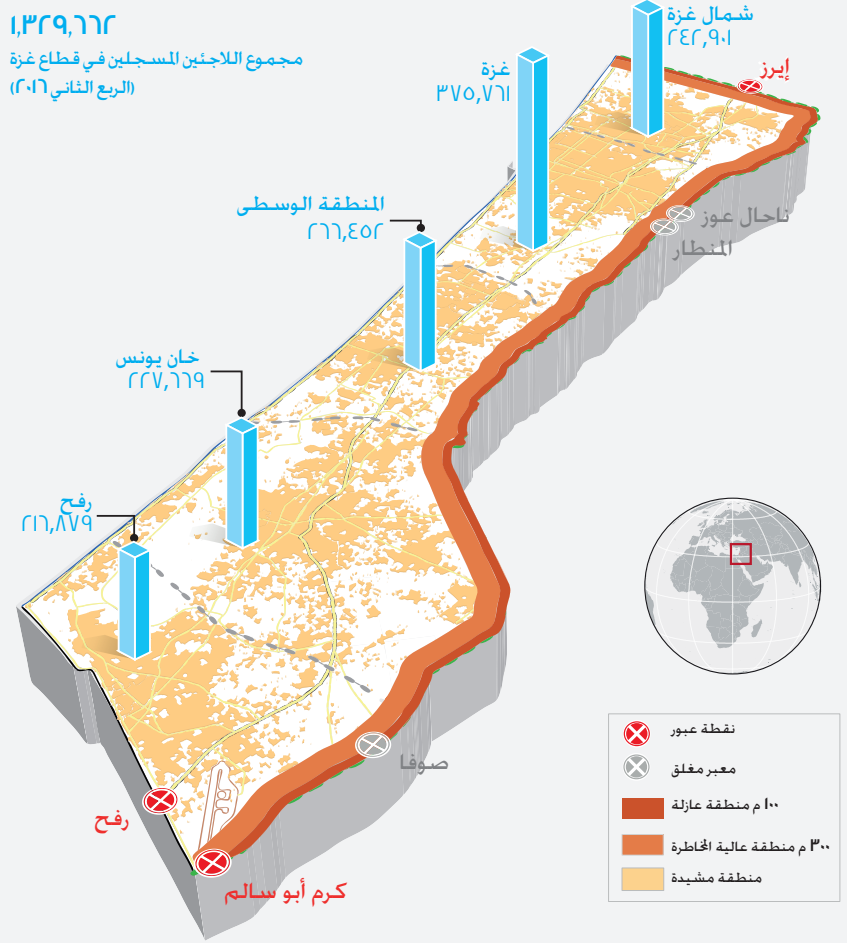 ١,٣٢٩,٦٦٢
مجموع اللاجئين المسجلين في قطاع غزة
(الربع الثاني ٢٠١٦)
شمال غزة
٢٤٢,٩٠١
إيرز
غزة
٣٧٥,٧٦١
المنطقة الوسطى
٢٦٦,٤٥٢
ناحال عوز
المنطار
خان يونس
٢٢٧,٦٦٩
رفح
٢١٦,٨٧٩
صوفا
رفح
كرم أبو سالم
نقطة عبور
معبر مغلق
١٠٠ م منطقة عازلة
٣٠٠ م منطقة عالية المخاطرة
منطقة مشيدة